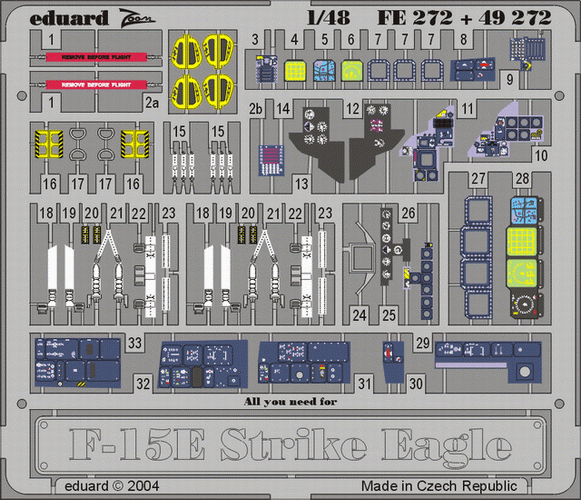 eduard Zoom 1/48 FE 272 + 49 272
1 3 4 5 6 7 7 7 8
REMOVE BEFORE FLIGHT
REMOVE BEFORE FLIGHT
1 2a 9
2b 14 12 11
15 15
13 10
16 17 17 16
27 28
18 19 20 21 22 23 18 19 20 21 22 23 26
24 25
33 29
32 31 30
All you need for
F-15E Strike Eagle
eduard © 2004 Made in Czech Republic